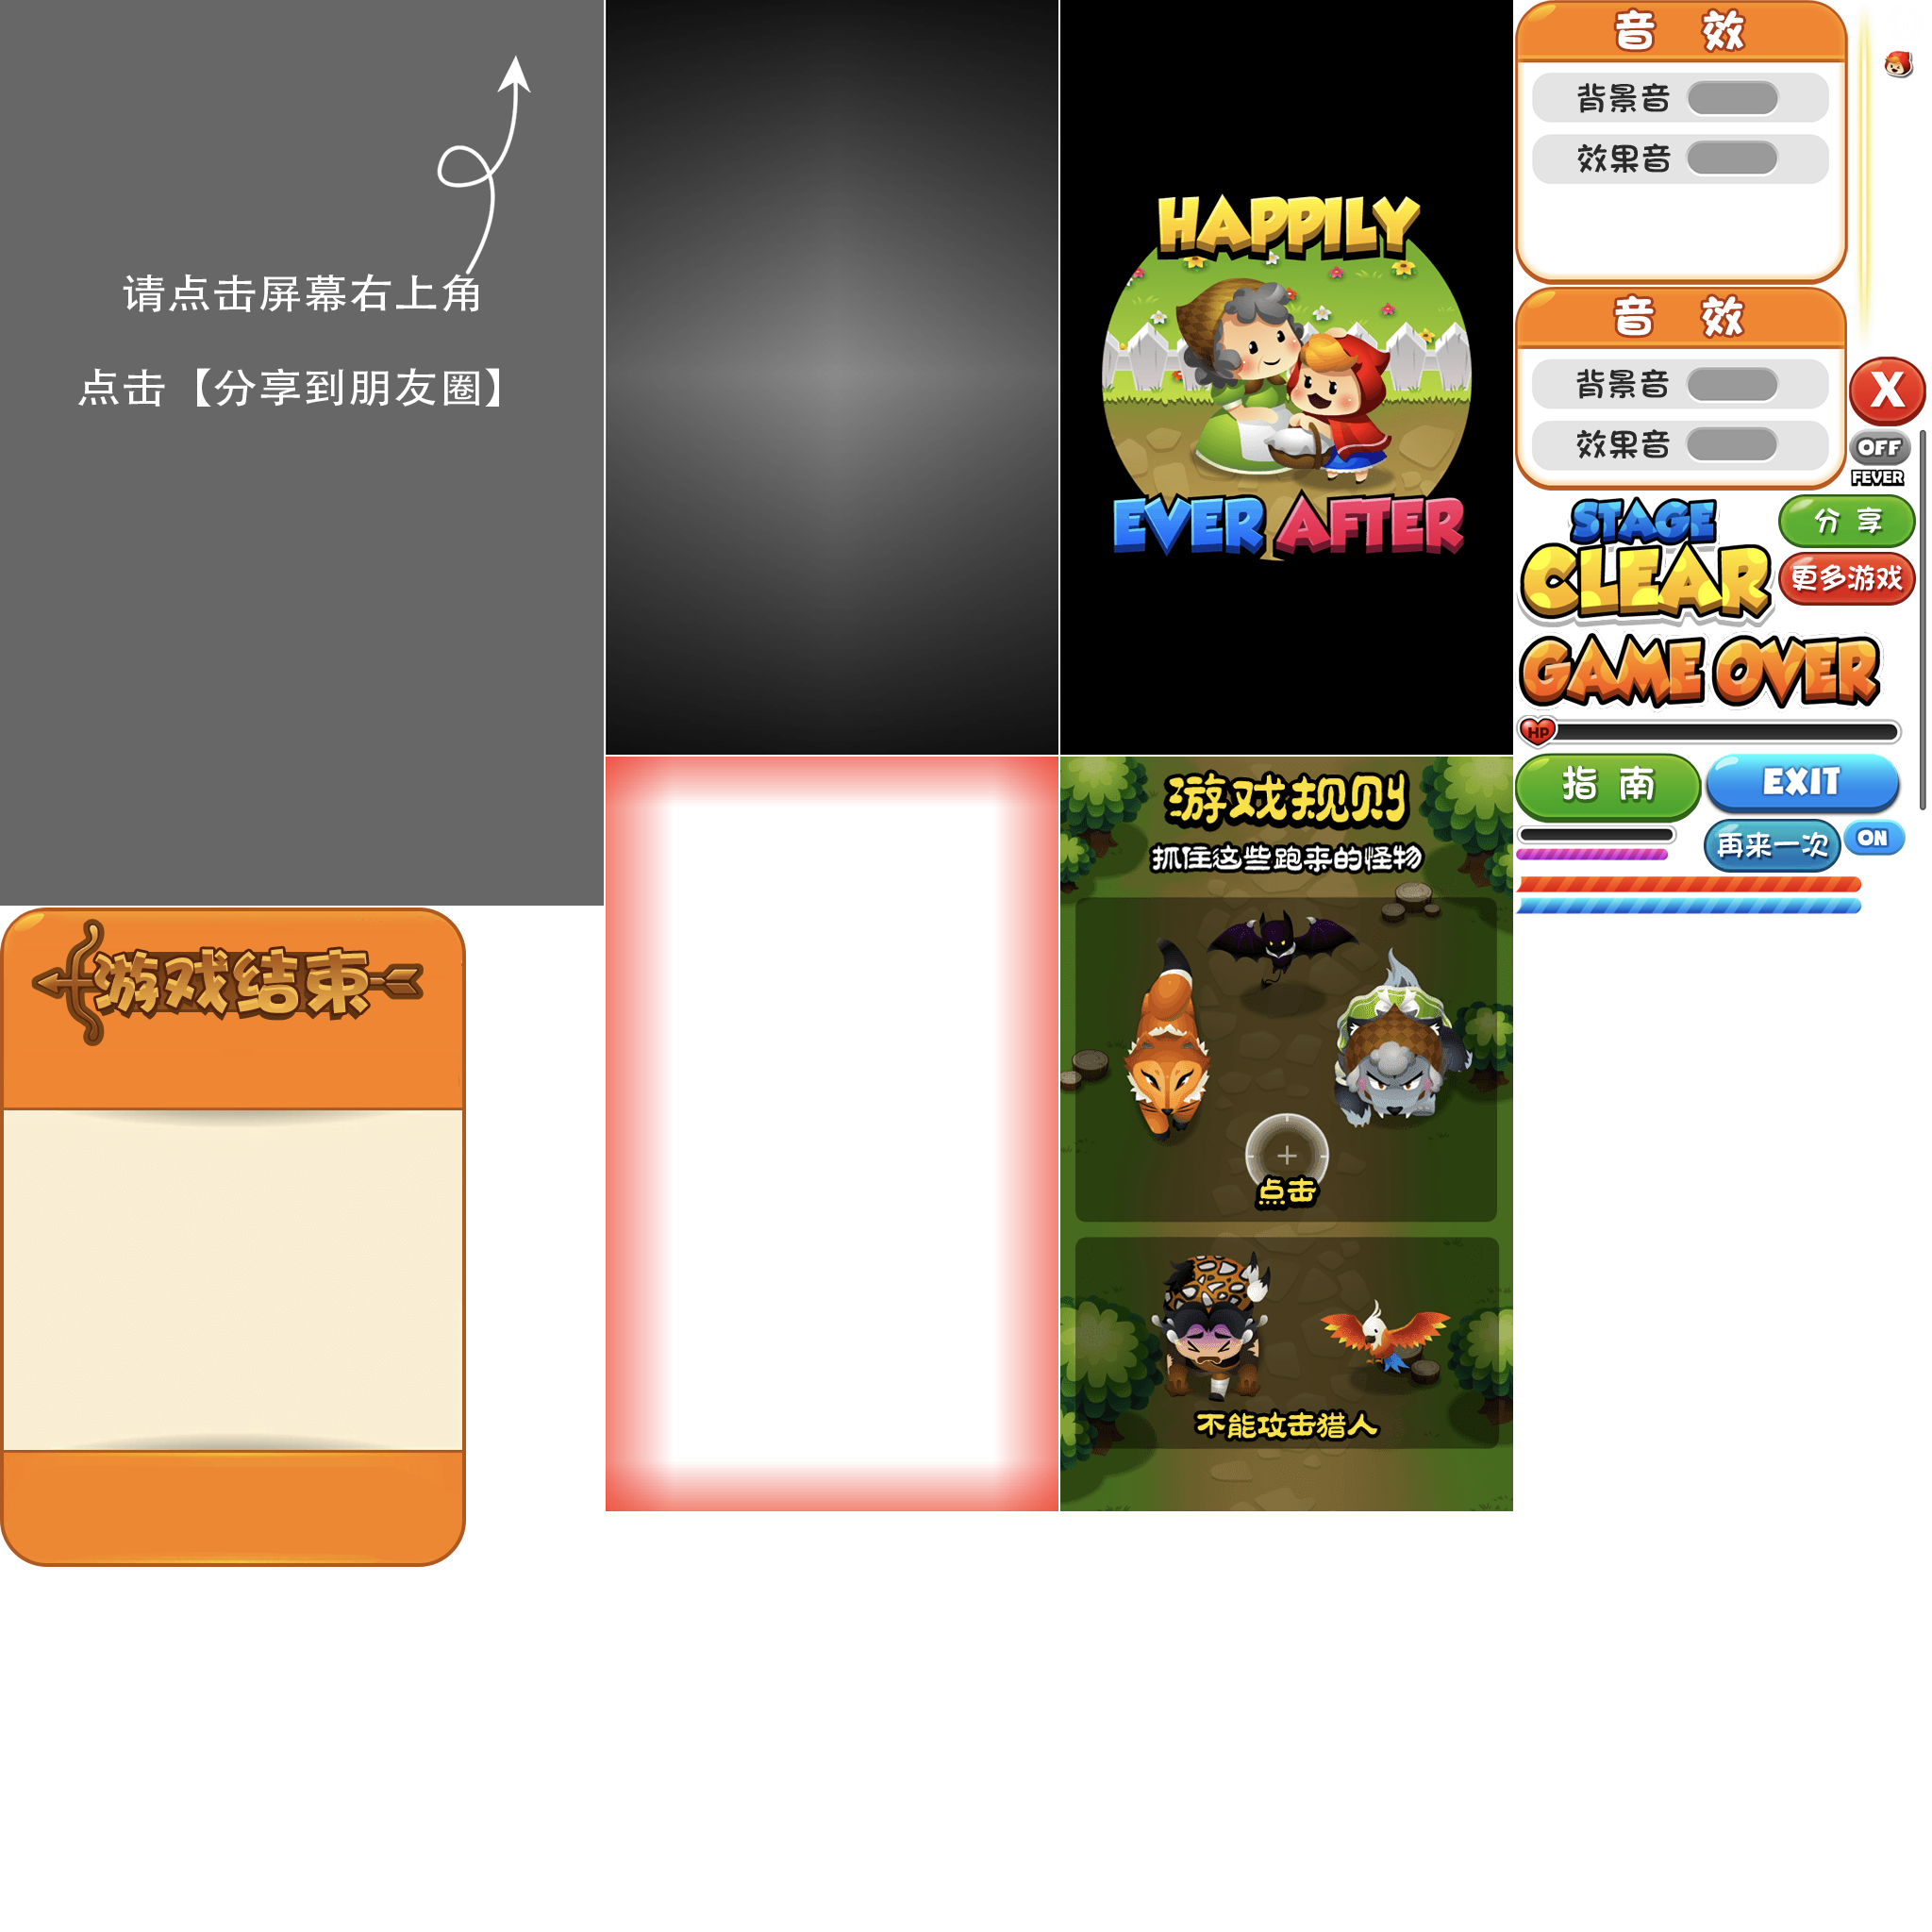 请点击屏幕右上角
点击【分享到朋友圈】
游戏结束
HAPPILY
EVER AFTER
游戏规则
抓住这些跑来的怪物
点击
不能攻击猎人
音 效
背景音
效果音
音 效
背景音
效果音
X
OFF
FEVER
STAGE
CLEAR
分 享
更多游戏
GAME OVER
HP
指 南
EXIT
再来一次
ON